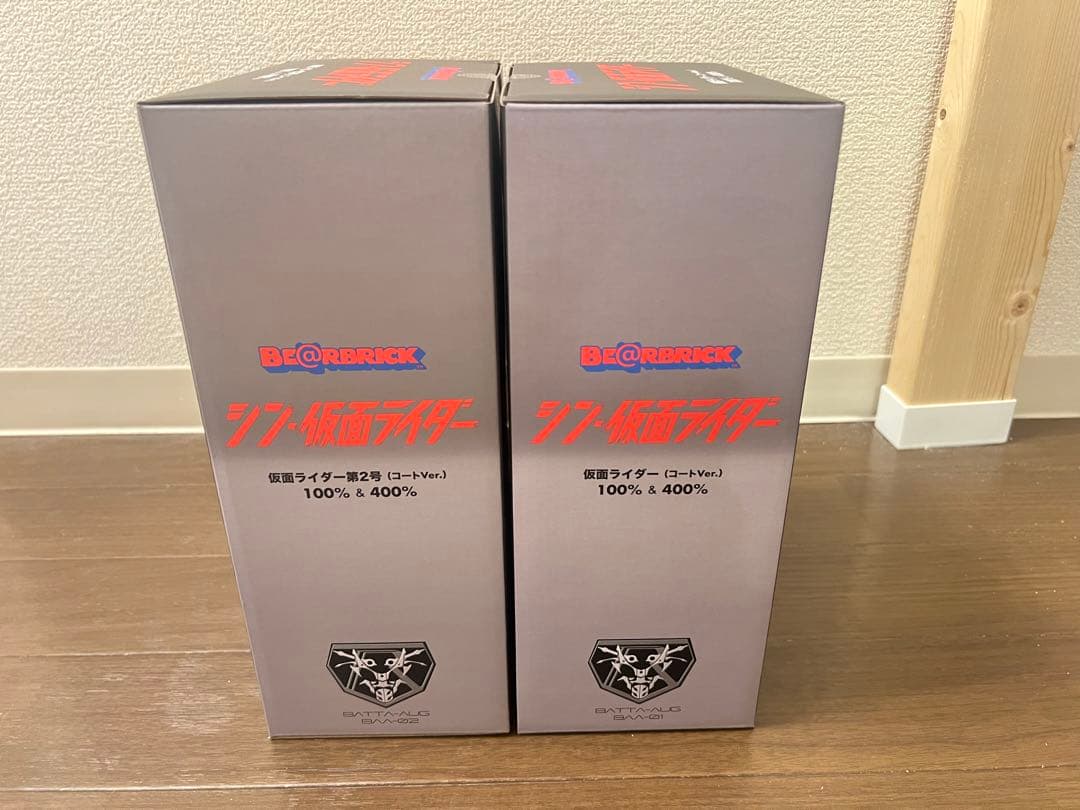 BE@RBRICK
シン・仮面ライダー
仮面ライダー第2号（コートVer.）
100% & 400%
BATTA-AUG
BAA-02
BE@RBRICK
シン・仮面ライダー
仮面ライダー（コートVer.）
100% & 400%
BATTA-AUG
BAA-01